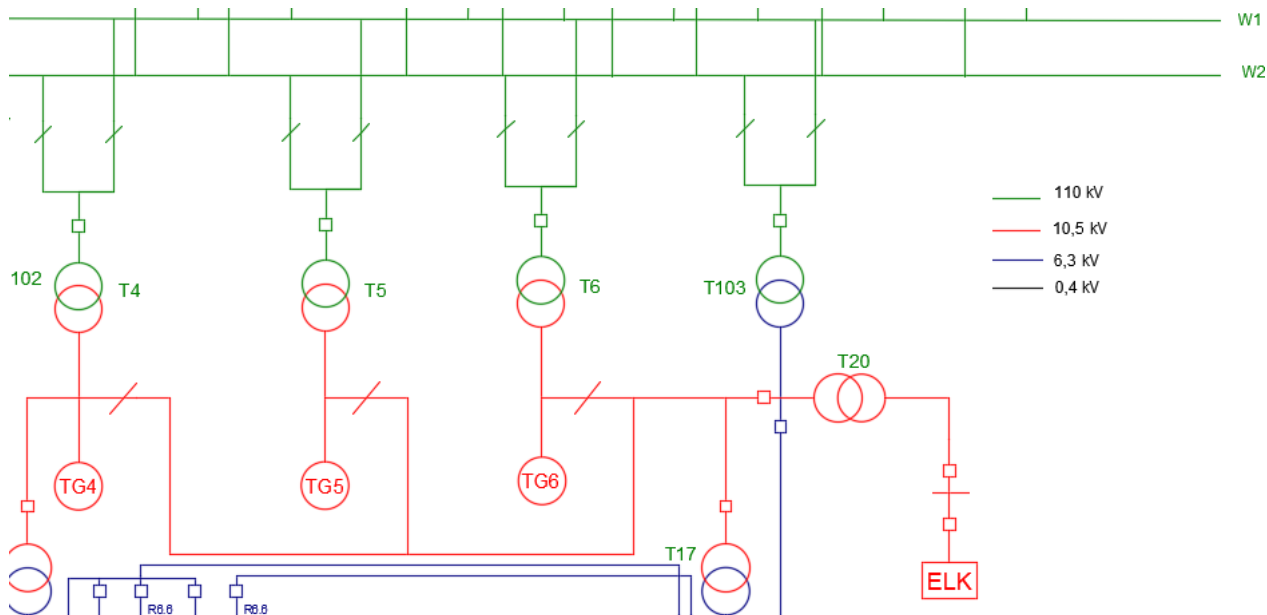 W1
W2
110 kV
10,5 kV
6,3 kV
0,4 kV
102
T4
T5
T6
T103
T20
TG4
TG5
TG6
T17
ELK
R6.6
R6.6